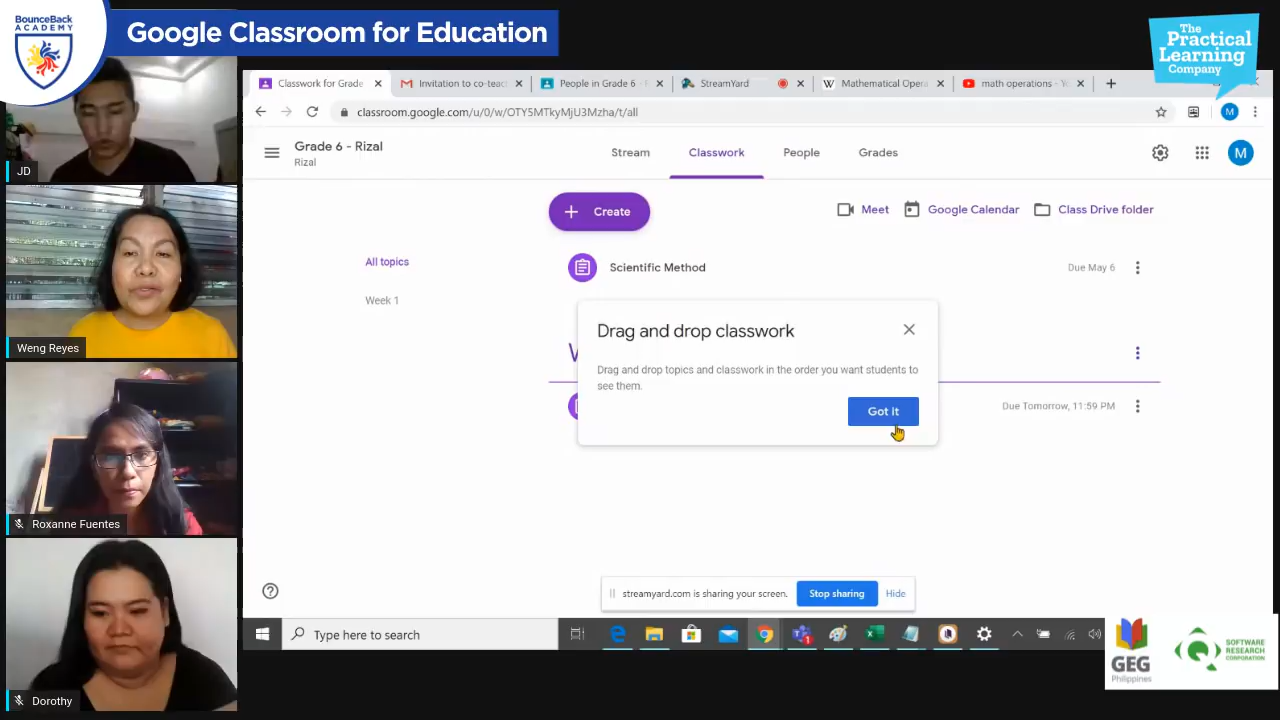 BounceBack
ACADEMY
Google Classroom for Education
The
Practical
Learning
Company
JD
Weng Reyes
Roxanne Fuentes
Dorothy
Classwork for Grade
Invitation to co-teac
People in Grade 6 - R
StreamYard
Mathematical Opera
math operations - Yo
classroom.google.com/u/0/w/OTY5MTkyMjU3Mzha/t/all
M
Grade 6 - Rizal
Rizal
Stream
Classwork
People
Grades
M
Create
Meet
Google Calendar
Class Drive folder
All topics
Week 1
Scientific Method
Due May 6
Drag and drop classwork
Drag and drop topics and classwork in the order you want students to
see them.
Got it
Due Tomorrow, 11:59 PM
streamyard.com is sharing your screen.
Stop sharing
Hide
Type here to search
GEG
Philippines
SOFTWARE
RESEARCH
CORPORATION